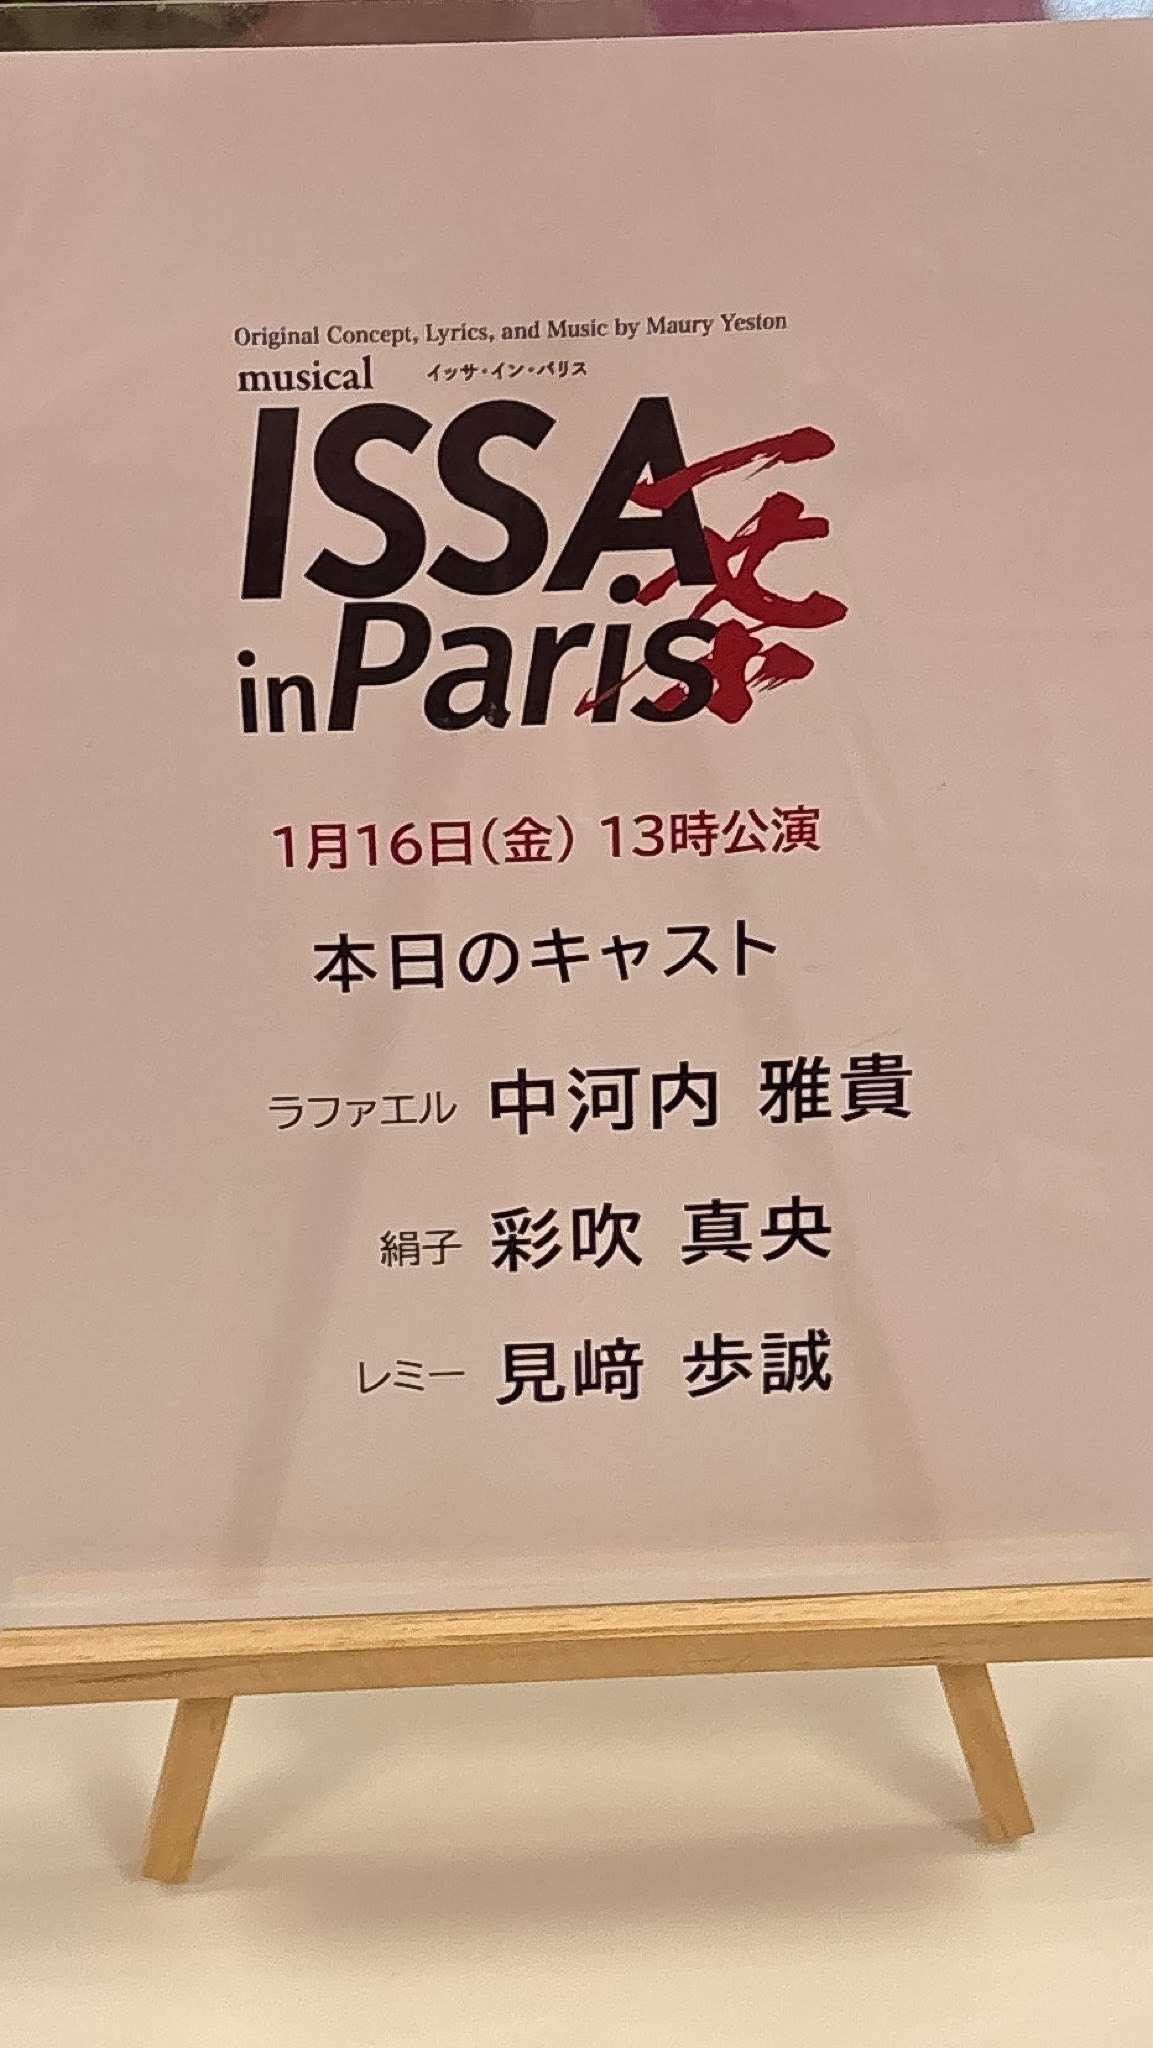 Original Concept, Lyrics, and Music by Maury Yeston
musical イッサ・イン・パリス
ISSA
in Paris
一茶
1月16日(金) 13時公演
本日のキャスト
ラファエル 中河内 雅貴
絹子 彩吹 真央
レミー 見﨑 歩誠